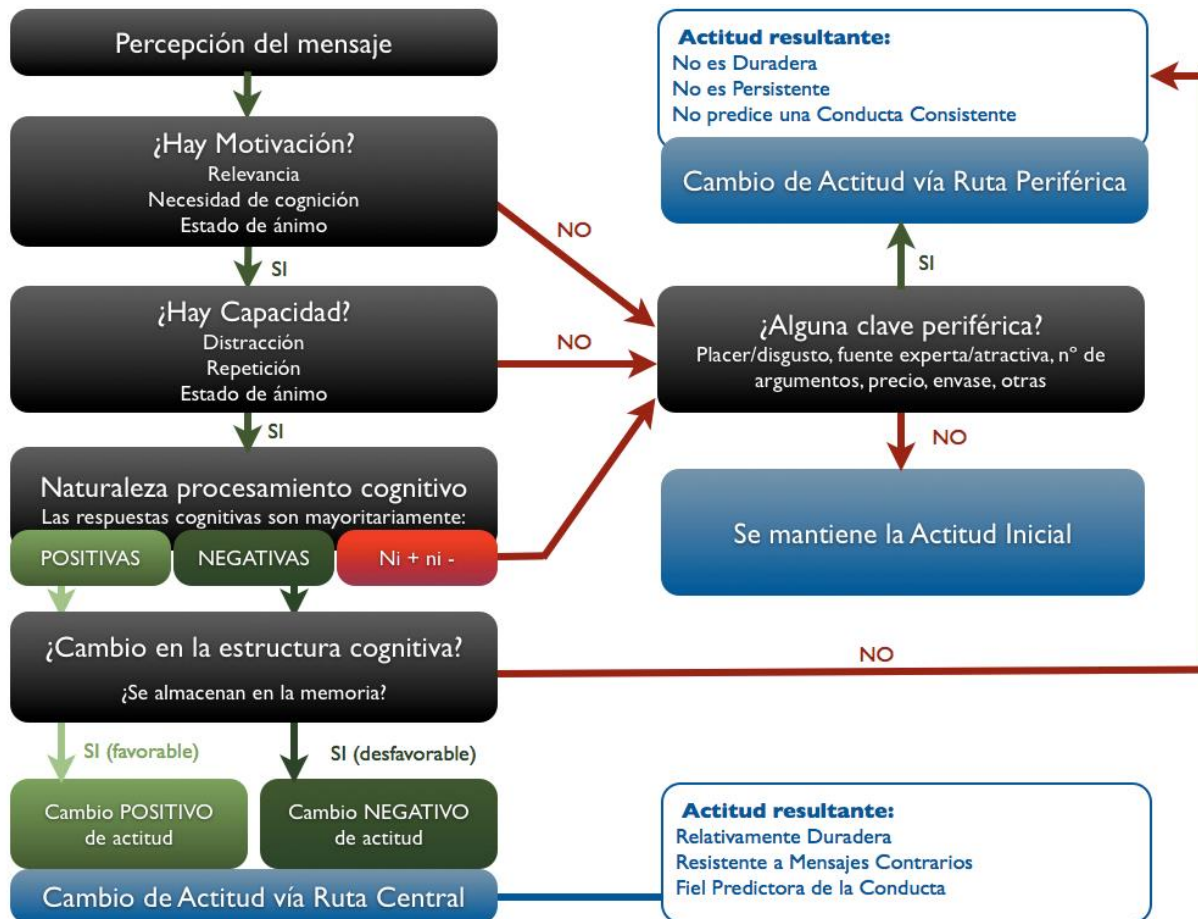 Percepción del mensaje
¿Hay Motivación?
Relevancia
Necesidad de cognición
Estado de ánimo
NO
SI
¿Hay Capacidad?
Distracción
Repetición
Estado de ánimo
NO
SI
Naturaleza procesamiento cognitivo
Las respuestas cognitivas son mayoritariamente:
POSITIVAS
NEGATIVAS
Ni + ni -
¿Cambio en la estructura cognitiva?
¿Se almacenan en la memoria?
NO
SI (favorable)
SI (desfavorable)
Cambio POSITIVO
de actitud
Cambio NEGATIVO
de actitud
Cambio de Actitud vía Ruta Central
Actitud resultante:
No es Duradera
No es Persistente
No predice una Conducta Consistente
Cambio de Actitud vía Ruta Periférica
SI
¿Alguna clave periférica?
Placer/disgusto, fuente experta/atractiva, nº de
argumentos, precio, envase, otras
NO
Se mantiene la Actitud Inicial
Actitud resultante:
Relativamente Duradera
Resistente a Mensajes Contrarios
Fiel Predictora de la Conducta